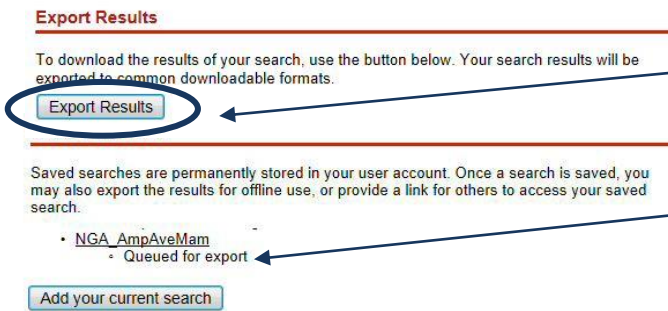 Export Results
To download the results of your search, use the button below. Your search results will be
exported to common downloadable formats.
Export Results
Saved searches are permanently stored in your user account. Once a search is saved, you
may also export the results for offline use, or provide a link for others to access your saved
search.
• NGA_AmpAveMam
◦ Queued for export
Add your current search